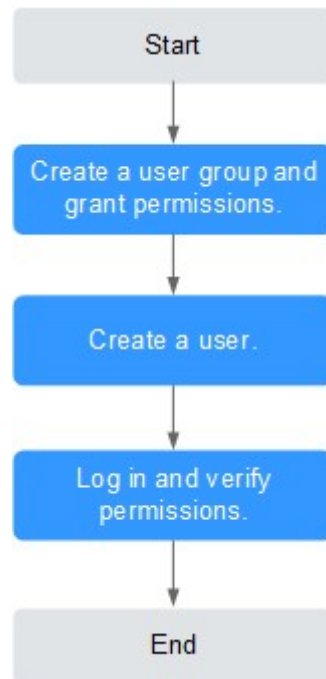 Start
Create a user group and
grant permissions.
Create a user.
Log in and verify
permissions.
End